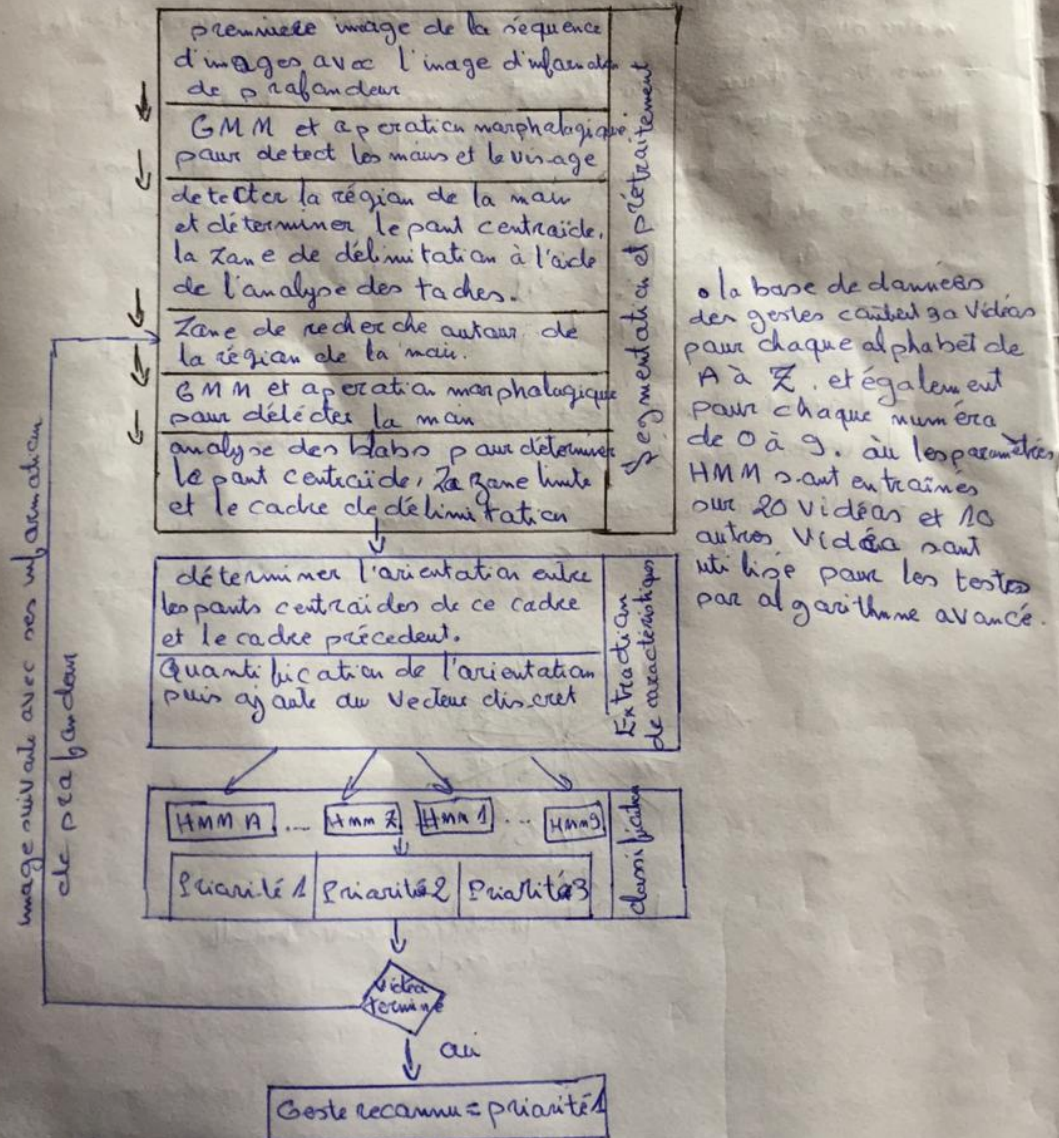 premmiere image de la séquence
d'images avec l'image d'information
de profondeur
GMM et operation morphologique
pour detect les mains et le visage
detecter la région de la main
et déterminer le pont centroïde,
la zone de délimitation à l'aide
de l'analyse des taches.
Zone de recherche autour de
la région de la main.
GMM et operation morphologique
pour détécter la man
analyse des blobs pour déterminer
le pont centroïde, la zone limite
et le cadre de délimitation
Segmentation et prétraitement
déterminer l'orientation entre
les ponts centroïdes de ce cadre
et le cadre précedent.
Quantification de l'orientation
puis ajoute au vecteur discret
Extraction
de caractéristiques
HMM A .... HMM Z HMM 1 ... HMM 9
Priorité 1 Priorité 2 Priorité 3
classification
Vidéo
terminé
oui
Geste reconnu = priorité 1
image suivante avec ses information
de profondeur
• la base de données
des gestes contient 30 Vidéos
pour chaque alphabet de
A à Z. et également
pour chaque numéro
de 0 à 9. où les paramètres
HMM sont entraînés
sur 20 vidéos et 10
autres Vidéo sont
utilisé pour les testes
par algorithme avancé.